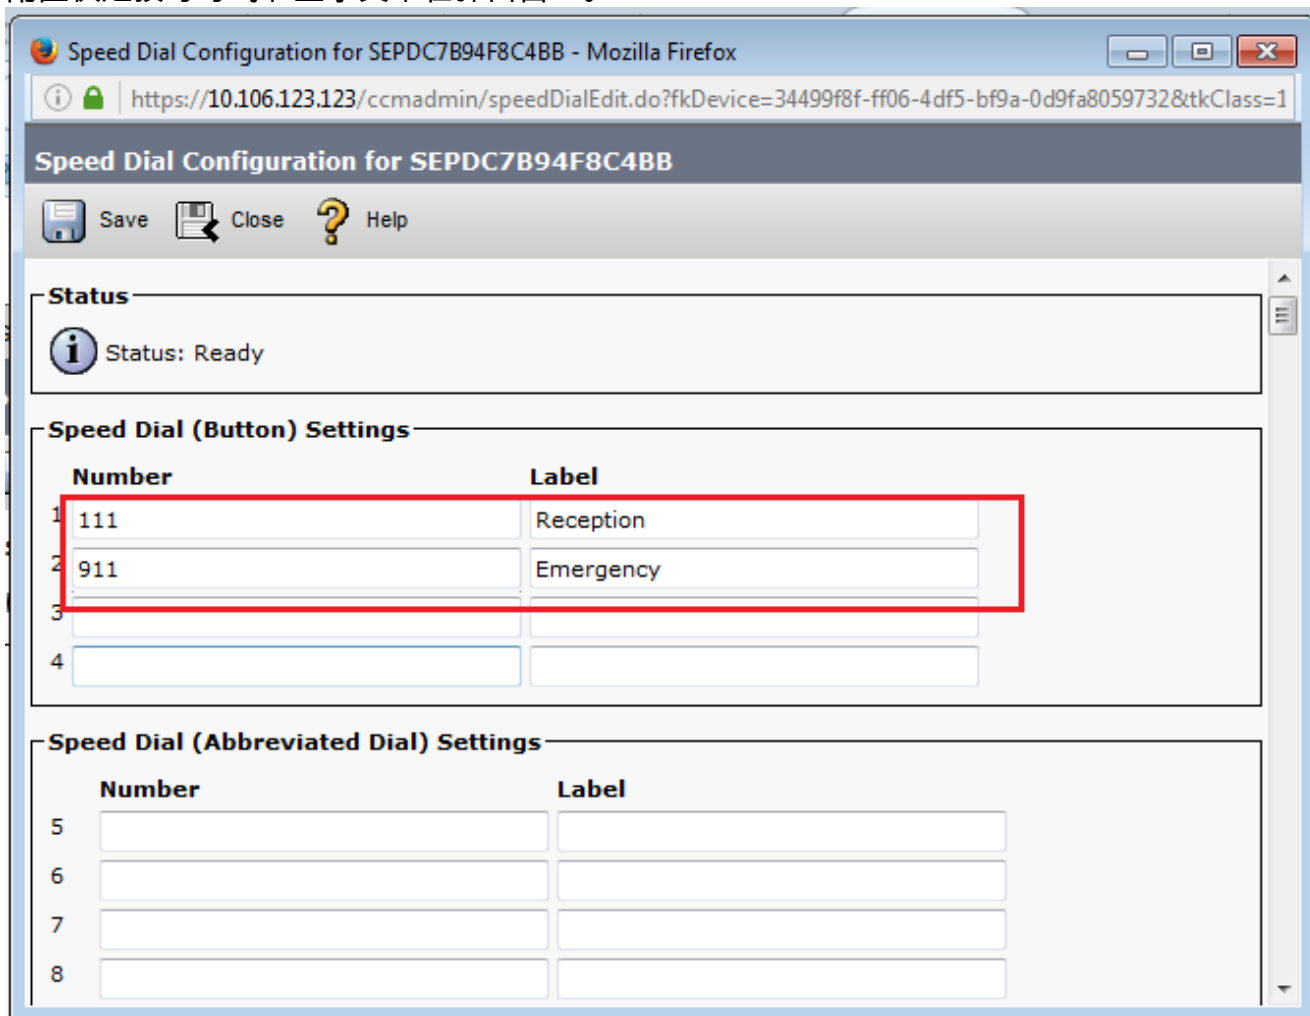 Speed Dial Configuration for SEPDC7B94F8C4BB - Mozilla Firefox
https://10.106.123.123/ccmadmin/speedDialEdit.do?fkDevice=34499f8f-ff06-4df5-bf9a-0d9fa8059732&tkClass=1
Speed Dial Configuration for SEPDC7B94F8C4BB
Save Close Help
Status
Status: Ready
Speed Dial (Button) Settings
Number Label
1 111 Reception
2 911 Emergency
3
4
Speed Dial (Abbreviated Dial) Settings
Number Label
5
6
7
8